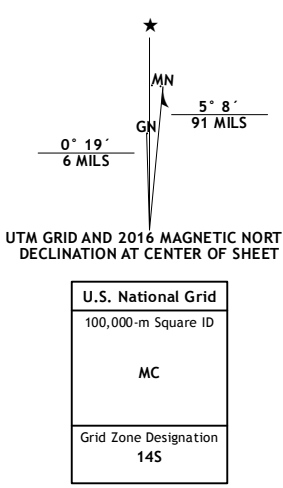 ★
MN
5° 8´
91 MILS
GN
0° 19´
6 MILS
UTM GRID AND 2016 MAGNETIC NORT
DECLINATION AT CENTER OF SHEET
U.S. National Grid
100,000-m Square ID
MC
Grid Zone Designation
14S